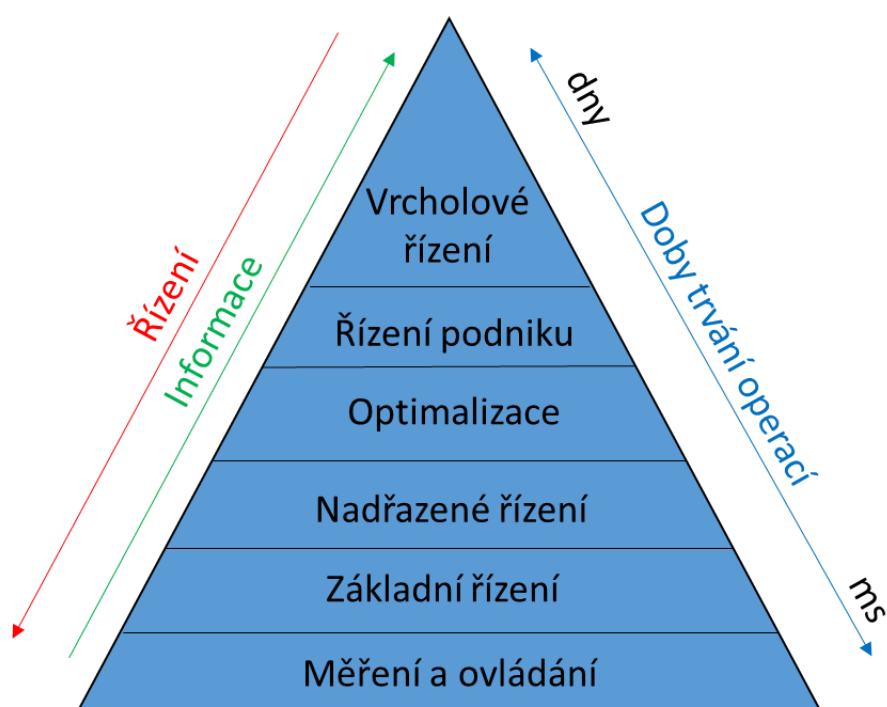 Řízení
Informace
dny
Doby trvání operací
ms
Vrcholové
řízení
Řízení podniku
Optimalizace
Nadřazené řízení
Základní řízení
Měření a ovládání